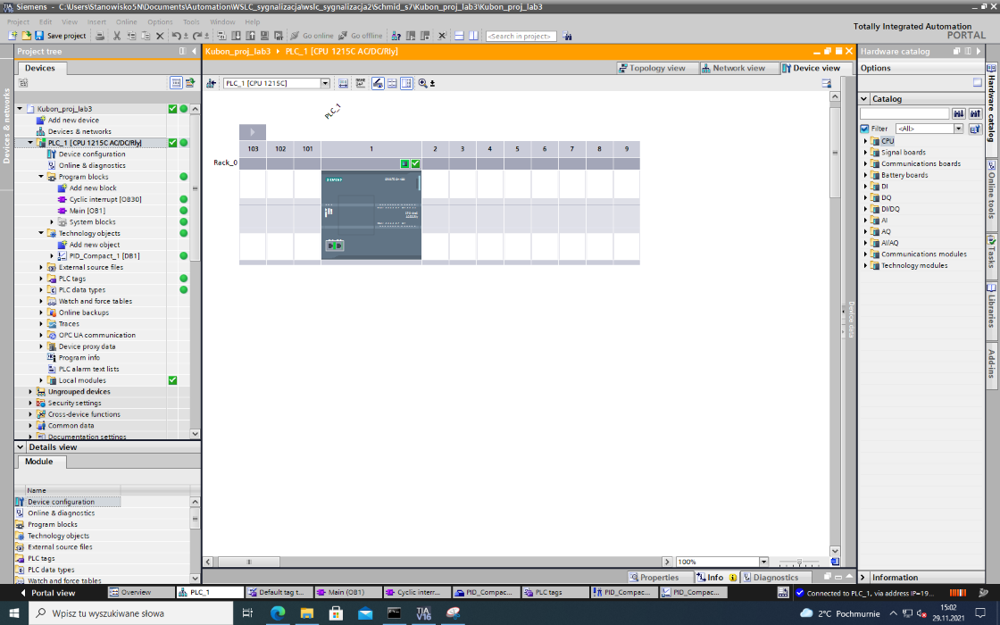 Siemens - C:\Users\Stanowisko5N\Documents\Automation\WSLC_sygnalizacja\wslc_sygnalizacja2\Schmid_s7\Kubon_proj_lab3\Kubon_proj_lab3
Project Edit View Insert Online Options Tools Window Help
Save project Go online Go offline <Search in project>
Totally Integrated Automation
PORTAL
Project tree
Kubon_proj_lab3 PLC_1 [CPU 1215C AC/DC/Rly]
Hardware catalog
Devices
Topology view Network view Device view
Options
PLC_1 [CPU 1215C]
Devices & networks
Kubon_proj_lab3
Add new device
Devices & networks
PLC_1 [CPU 1215C AC/DC/Rly]
Device configuration
Online & diagnostics
Program blocks
Add new block
Cyclic interrupt [OB30]
Main [OB1]
System blocks
Technology objects
Add new object
PID_Compact_1 [DB1]
External source files
PLC tags
PLC data types
Watch and force tables
Online backups
Traces
OPC UA communication
Device proxy data
Program info
PLC alarm text lists
Local modules
Ungrouped devices
Security settings
Cross-device functions
Common data
Documentation settings
Details view
Module
Name
Device configuration
Online & diagnostics
Program blocks
Technology objects
External source files
PLC tags
PLC data types
Watch and force tables
PLC_1
103 102 101 1 2 3 4 5 6 7 8 9
Rack_0
SIEMENS
100%
Properties Info Diagnostics
Catalog
Filter <All>
CPU
Signal boards
Communications boards
Battery boards
DI
DQ
DI/DQ
AI
AQ
AI/AQ
Communications modules
Technology modules
Information
Hardware catalog
Online tools
Tasks
Libraries
Add-ins
Portal view Overview PLC_1 Default tag t... Main (OB1) Cyclic interr... PID_Compac... PLC tags PID_Compac... PID_Compac... Connected to PLC_1, via address IP=19...
Wpisz tu wyszukiwane słowa
TIA V16
2°C Pochmurnie
15:02
29.11.2021